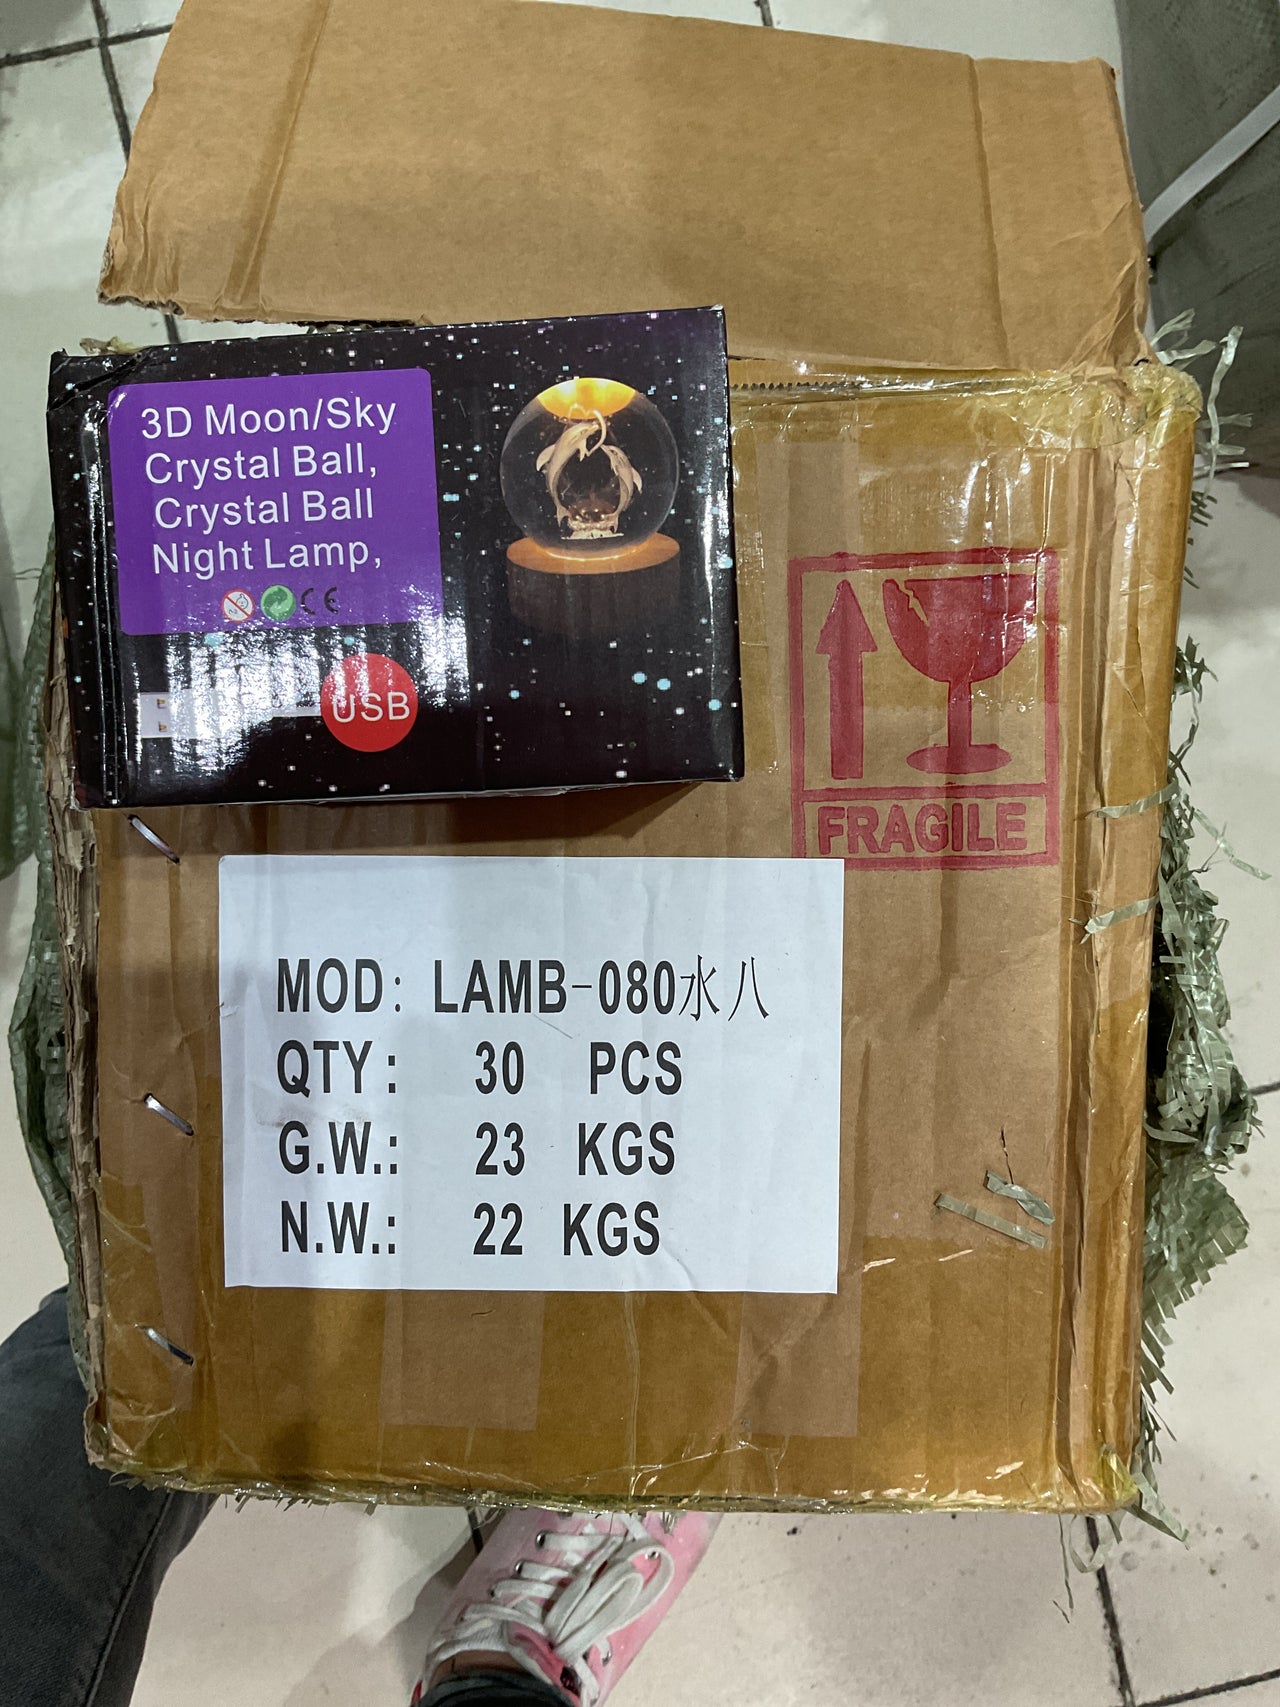 3D Moon/Sky
Crystal Ball,
Crystal Ball
Night Lamp,
CE
USB
FRAGILE
MOD: LAMB-080水八
QTY: 30 PCS
G.W.: 23 KGS
N.W.: 22 KGS